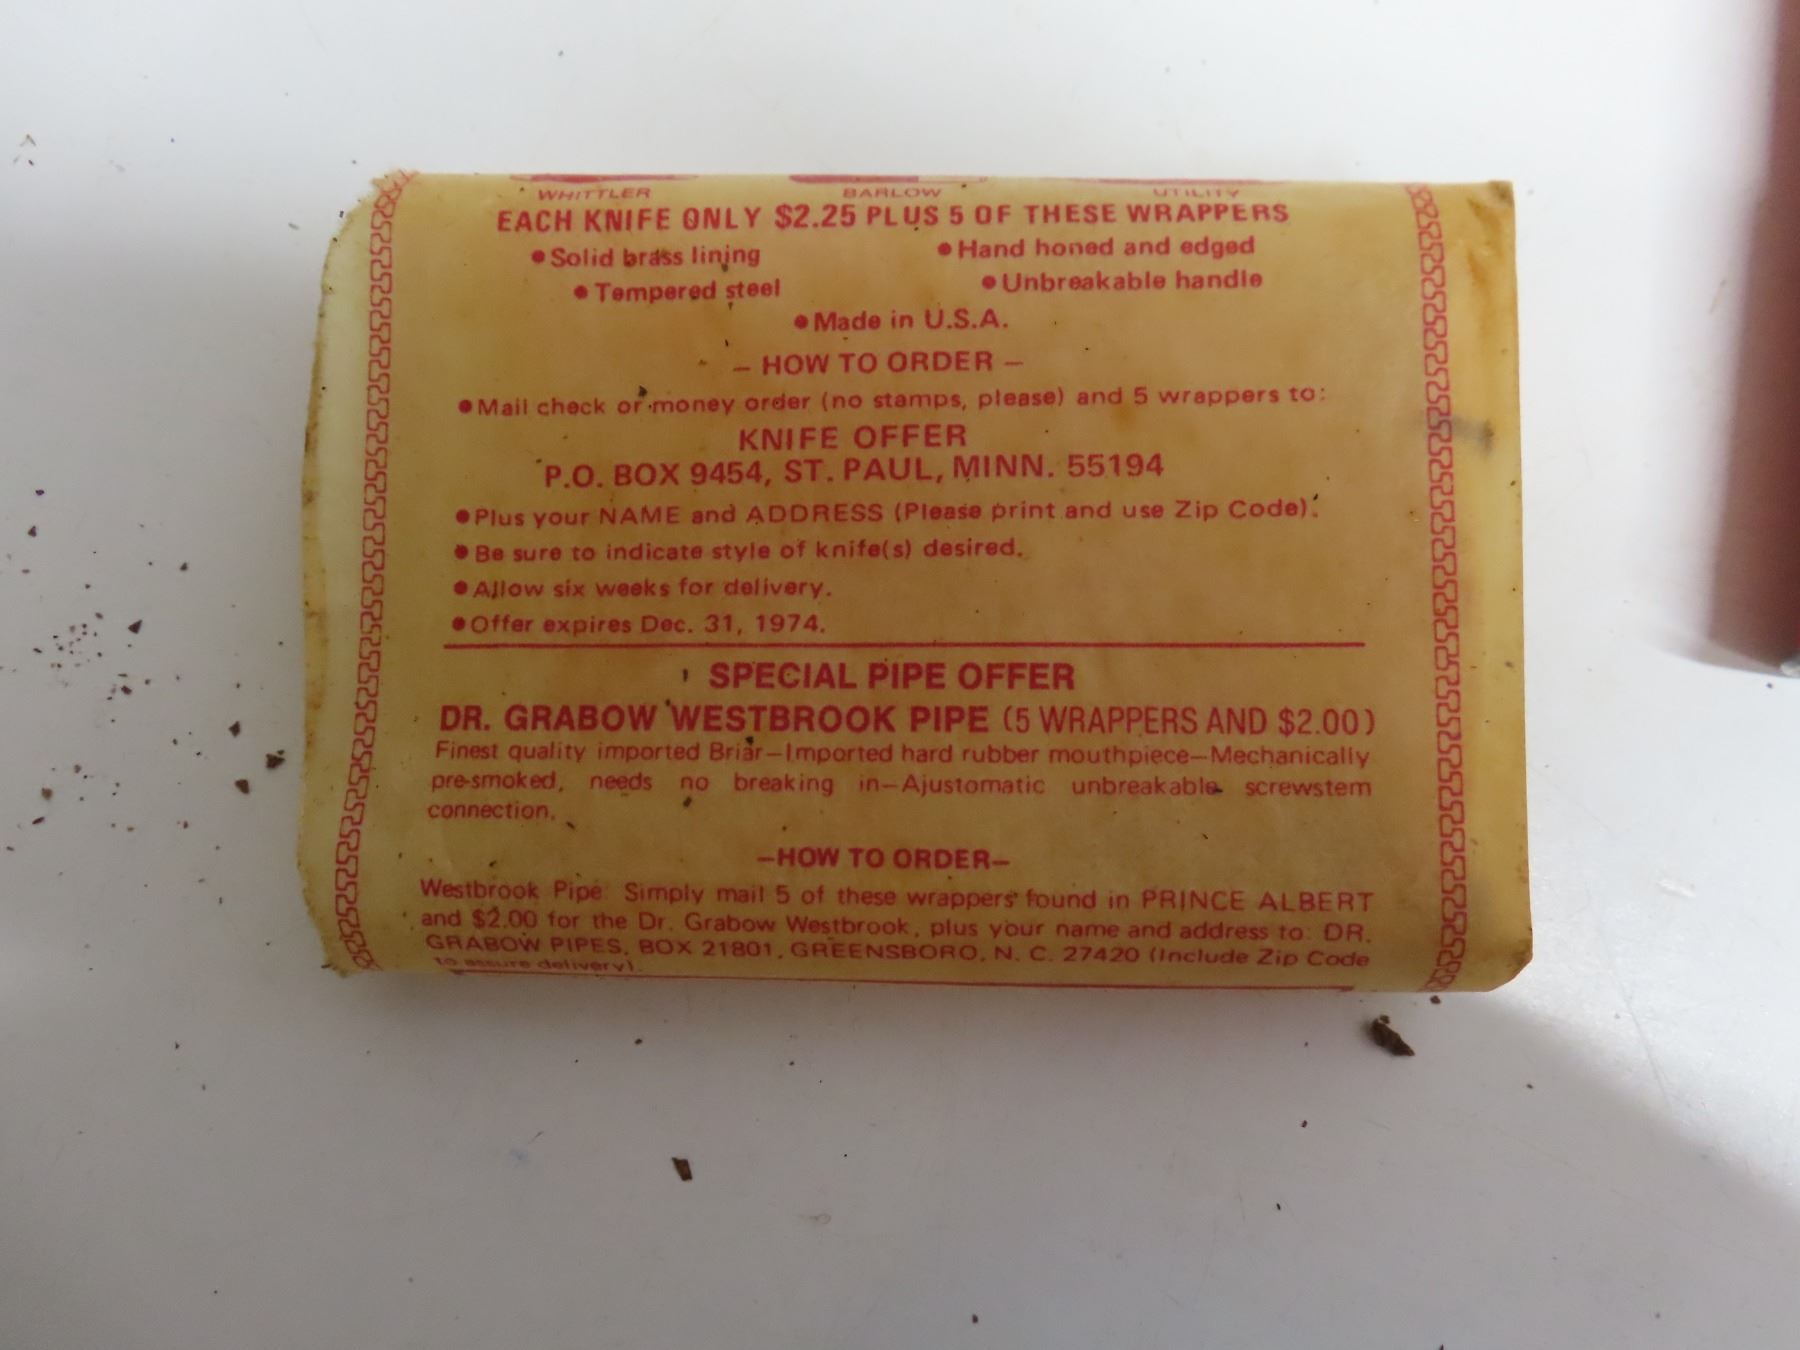 WHITTLER BARLOW UTILITY
EACH KNIFE ONLY $2.25 PLUS 5 OF THESE WRAPPERS
• Solid brass lining • Hand honed and edged
• Tempered steel • Unbreakable handle
• Made in U.S.A.
— HOW TO ORDER —
• Mail check or money order (no stamps, please) and 5 wrappers to:
KNIFE OFFER
P.O. BOX 9454, ST. PAUL, MINN. 55194
• Plus your NAME and ADDRESS (Please print and use Zip Code).
• Be sure to indicate style of knife(s) desired.
• Allow six weeks for delivery.
• Offer expires Dec. 31, 1974.
SPECIAL PIPE OFFER
DR. GRABOW WESTBROOK PIPE (5 WRAPPERS AND $2.00)
Finest quality imported Briar—Imported hard rubber mouthpiece—Mechanically
pre-smoked, needs no breaking in—Ajustomatic unbreakable screwstem
connection.
—HOW TO ORDER—
Westbrook Pipe: Simply mail 5 of these wrappers found in PRINCE ALBERT
and $2.00 for the Dr. Grabow Westbrook, plus your name and address to: DR.
GRABOW PIPES, BOX 21801, GREENSBORO, N. C. 27420 (Include Zip Code
to assure delivery).